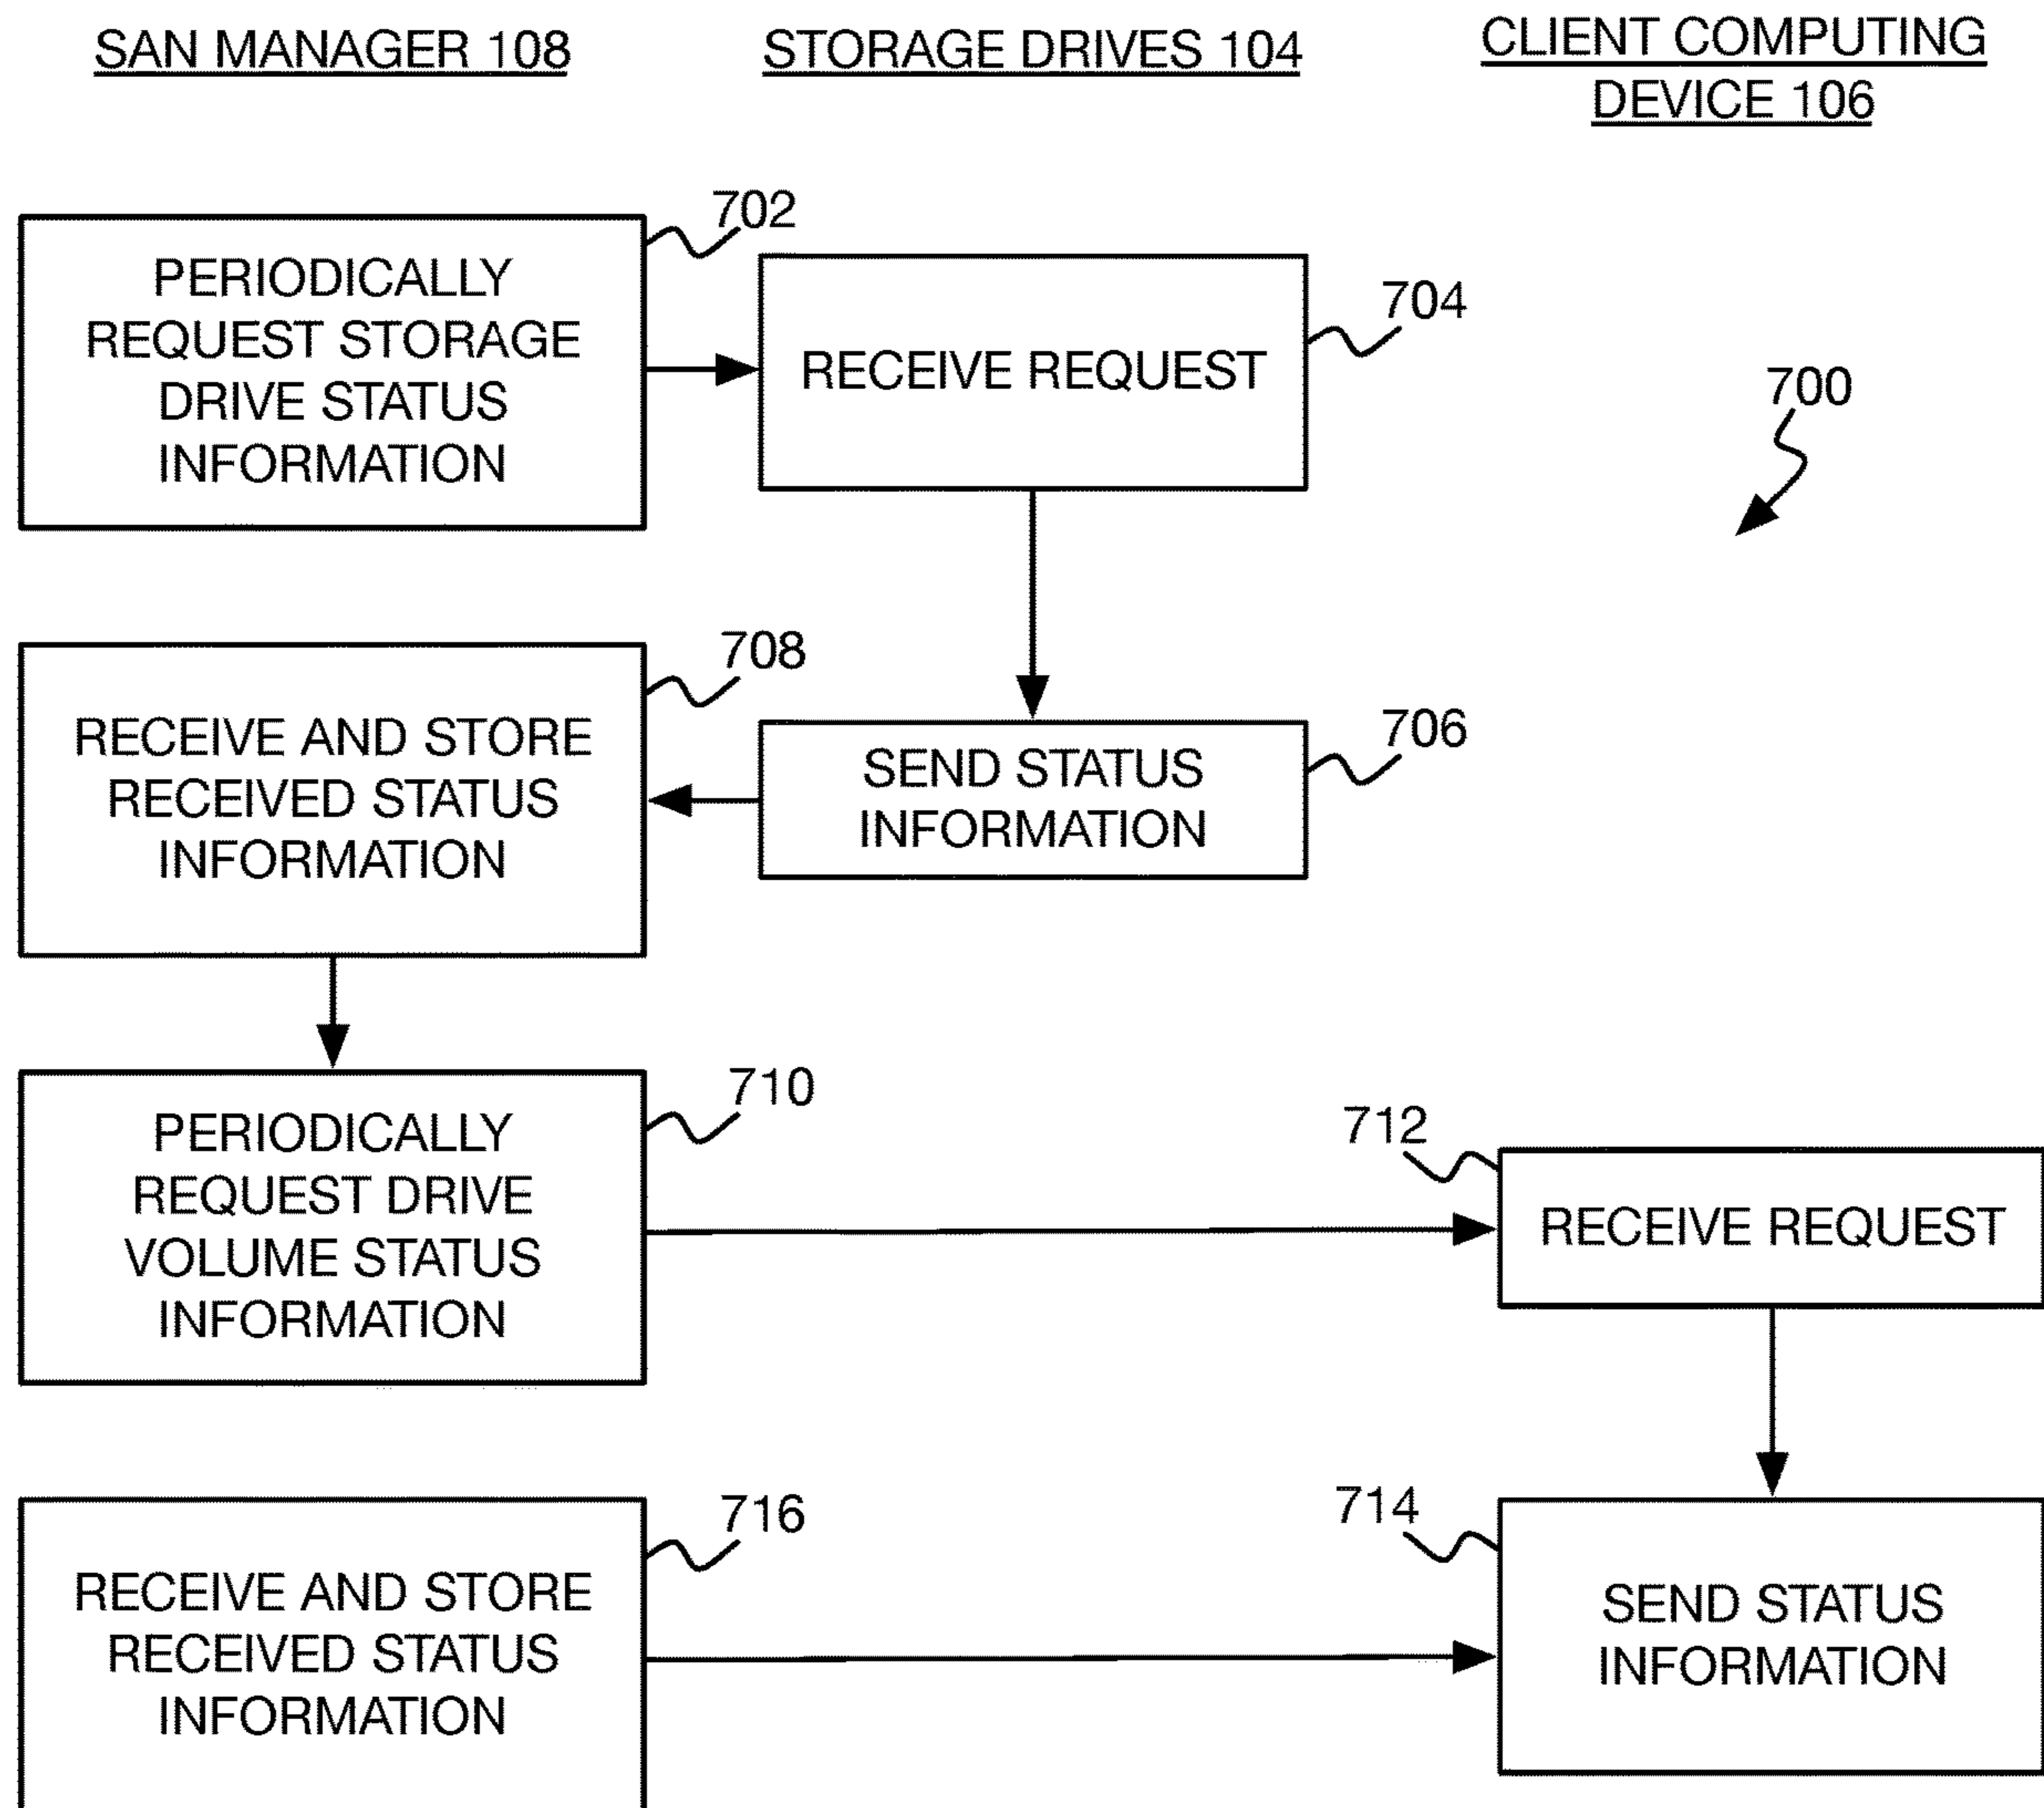 SAN MANAGER 108
STORAGE DRIVES 104
CLIENT COMPUTING
DEVICE 106
702
PERIODICALLY
REQUEST STORAGE
DRIVE STATUS
INFORMATION
704
RECEIVE REQUEST
700
708
RECEIVE AND STORE
RECEIVED STATUS
INFORMATION
706
SEND STATUS
INFORMATION
710
PERIODICALLY
REQUEST DRIVE
VOLUME STATUS
INFORMATION
712
RECEIVE REQUEST
716
RECEIVE AND STORE
RECEIVED STATUS
INFORMATION
714
SEND STATUS
INFORMATION